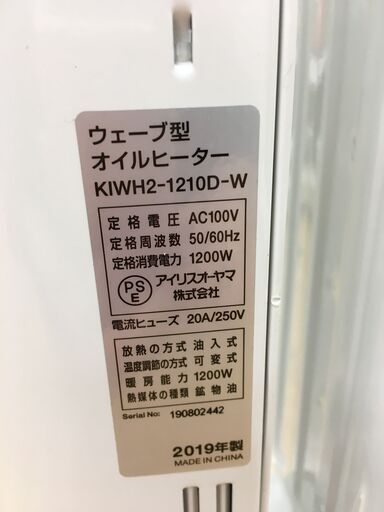 ウェーブ型
オイルヒーター
KIWH2-1210D-W
定格電圧 AC100V
定格周波数 50/60Hz
定格消費電力 1200W
PS
E
アイリスオーヤマ
株式会社
電流ヒューズ 20A/250V
放熱の方式 油入式
温度調節の方式 可変式
暖房能力 1200W
熱媒体の種類 鉱物油
Serial No: 190802442
2019年製
MADE IN CHINA